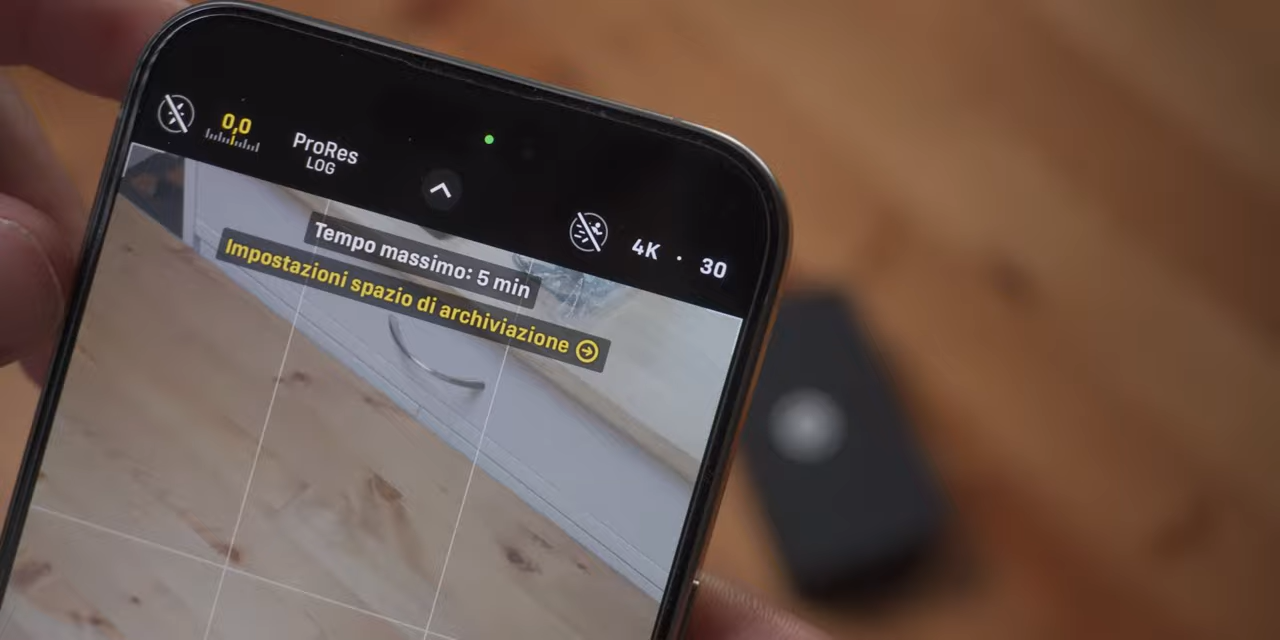 0,0
ProRes
LOG
4K · 30
Tempo massimo: 5 min
Impostazioni spazio di archiviazione